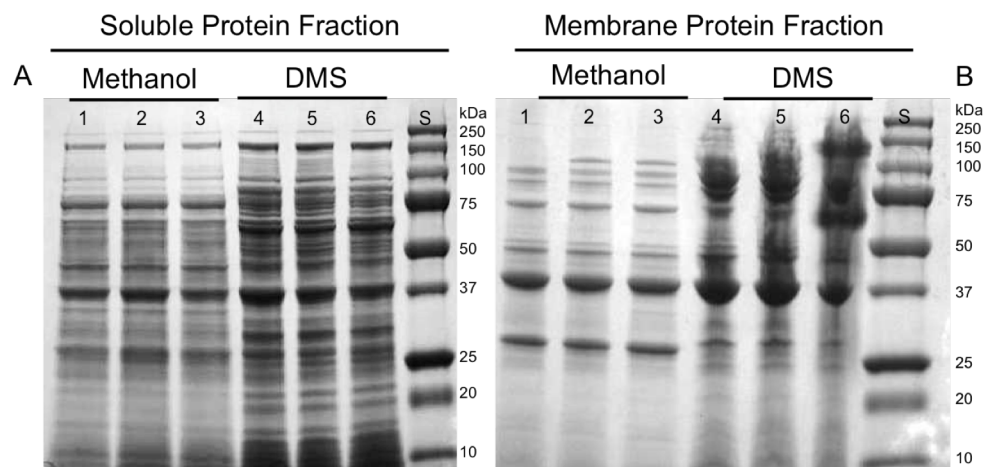 Soluble Protein Fraction
Membrane Protein Fraction
A
Methanol
DMS
Methanol
DMS
B
1 2 3 4 5 6 S
kDa
250
150
100
75
50
37
25
20
10
1 2 3 4 5 6 S
kDa
250
150
100
75
50
37
25
20
10